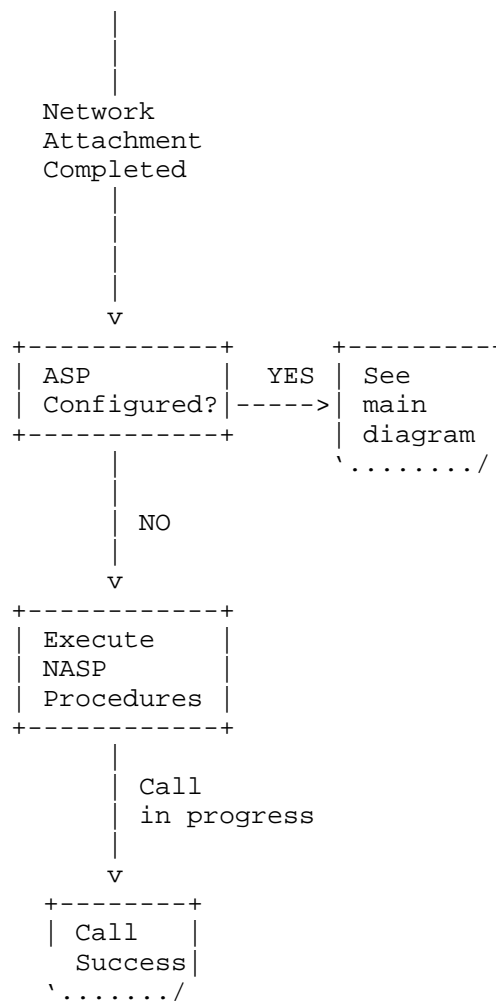 Network
Attachment
Completed
ASP
Configured?
YES
See
main
diagram
NO
Execute
NASP
Procedures
Call
in progress
Call
Success